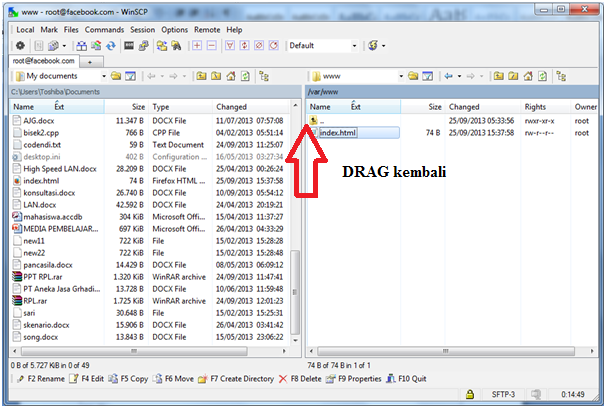 www - root@facebook.com - WinSCP
Local Mark Files Commands Session Options Remote Help
Default
root@facebook.com
My documents
www
C:\Users\Toshiba\Documents
/var/www
Name Ext Size Type Changed
Name Ext Size Changed Rights Owner
AJG.docx 11.347 B DOCX File 11/07/2013 07:57:08
.. 25/09/2013 05:33:56 rwxr-xr-x root
bisek2.cpp 766 B CPP File 04/02/2013 05:51:14
index.html 74 B 25/09/2013 15:37:58 rw-r--r-- root
codendi.txt 59 B Text Document 24/09/2013 11:25:07
desktop.ini 402 B Configuration ... 16/05/2013 03:27:34
High Speed LAN.docx 28.209 B DOCX File 25/04/2013 00:26:24
index.html 74 B Firefox HTML ... 25/09/2013 15:37:58
konsultasi.docx 26.740 B DOCX File 10/09/2013 05:54:12
LAN.docx 42.592 B DOCX File 24/04/2013 20:19:21
mahasiswa.accdb 304 KiB Microsoft Offi... 15/04/2013 11:37:27
MEDIA PEMBELAJAR... 290 KiB Microsoft Offi... 15/04/2013 04:43:39
new11 722 KiB File 15/02/2013 15:28:28
new22 722 KiB File 15/02/2013 15:28:48
pancasila.docx 14.429 B DOCX File 08/05/2013 06:09:12
PPT RPL.rar 1.320 KiB WinRAR archive 24/09/2013 11:31:27
PT Aneka Jasa Grhadi... 13.728 B DOCX File 10/06/2013 11:59:48
RPL.rar 1.725 KiB WinRAR archive 24/09/2013 12:01:23
sari 30.648 B File 15/02/2013 15:25:31
skenario.docx 15.906 B DOCX File 26/04/2013 03:41:42
song.docx 13.843 B DOCX File 15/05/2013 23:06:22
DRAG kembali
0 B of 5.727 KiB in 0 of 49
74 B of 74 B in 1 of 1
F2 Rename F4 Edit F5 Copy F6 Move F7 Create Directory F8 Delete F9 Properties F10 Quit
SFTP-3 0:14:49